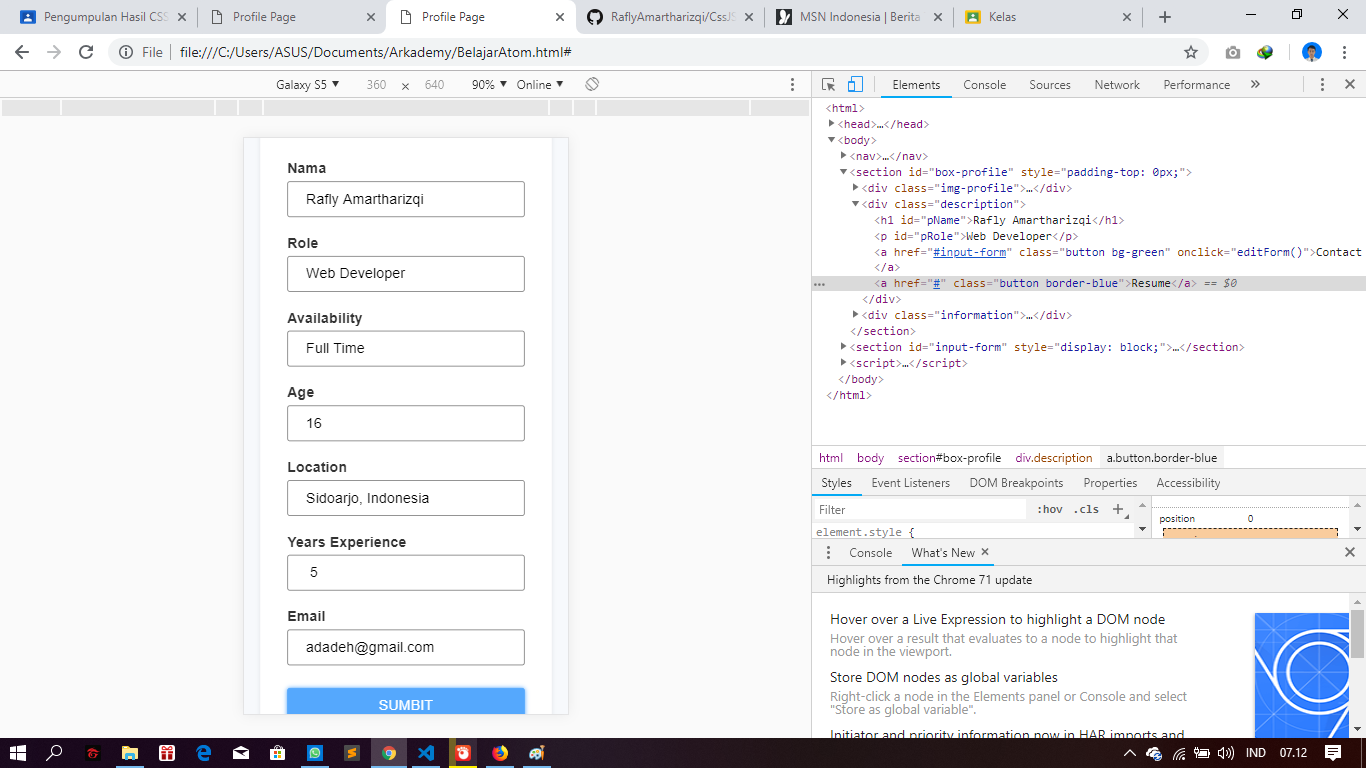 Pengumpulan Hasil CSS
Profile Page
Profile Page
RaflyAmartharizqi/CssJS
MSN Indonesia | Berita
Kelas
File
file:///C:/Users/ASUS/Documents/Arkademy/BelajarAtom.html#
Galaxy S5 ▼ 360 × 640 90% ▼ Online ▼
Elements Console Sources Network Performance »
Nama
Rafly Amartharizqi
Role
Web Developer
Availability
Full Time
Age
16
Location
Sidoarjo, Indonesia
Years Experience
5
Email
adadeh@gmail.com
SUMBIT
<html>
<head>…</head>
<body>
<nav>…</nav>
<section id="box-profile" style="padding-top: 0px;">
<div class="img-profile">…</div>
<div class="description">
<h1 id="pName">Rafly Amartharizqi</h1>
<p id="pRole">Web Developer</p>
<a href="#input-form" class="button bg-green" onclick="editForm()">Contact
</a>
<a href="#" class="button border-blue">Resume</a> == $0
</div>
<div class="information">…</div>
</section>
<section id="input-form" style="display: block;">…</section>
<script>…</script>
</body>
</html>
html body section#box-profile div.description a.button.border-blue
Styles Event Listeners DOM Breakpoints Properties Accessibility
Filter :hov .cls +
element.style {
position 0
Console What's New ×
Highlights from the Chrome 71 update
Hover over a Live Expression to highlight a DOM node
Hover over a result that evaluates to a node to highlight that
node in the viewport.
Store DOM nodes as global variables
Right-click a node in the Elements panel or Console and select
"Store as global variable".
Initiator and priority information now in HAR imports and
IND 07.12